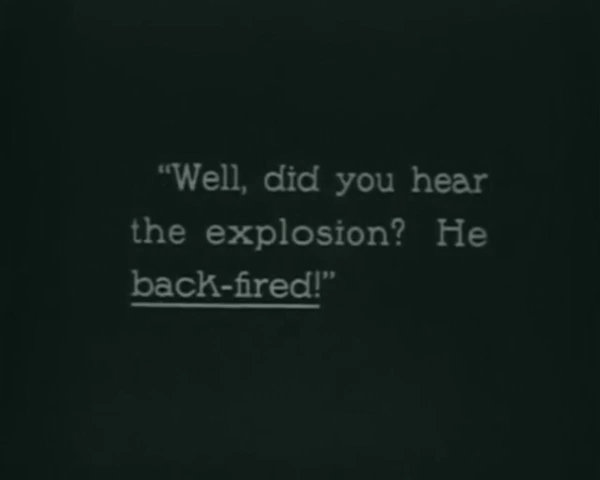 “Well, did you hear
the explosion? He
back-fired!”